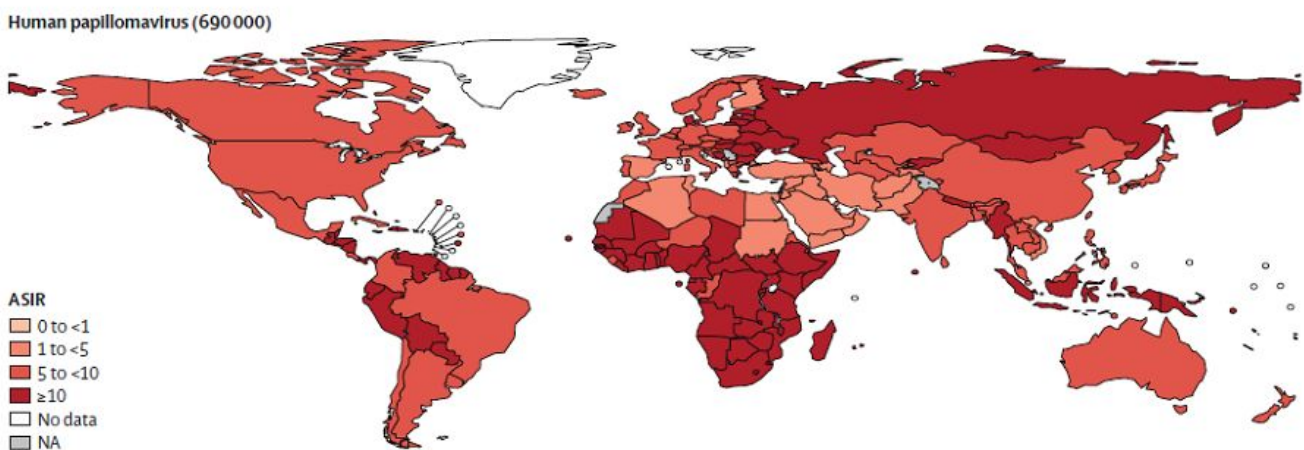 Human papillomavirus (690 000)
ASIR
0 to <1
1 to <5
5 to <10
≥10
No data
NA